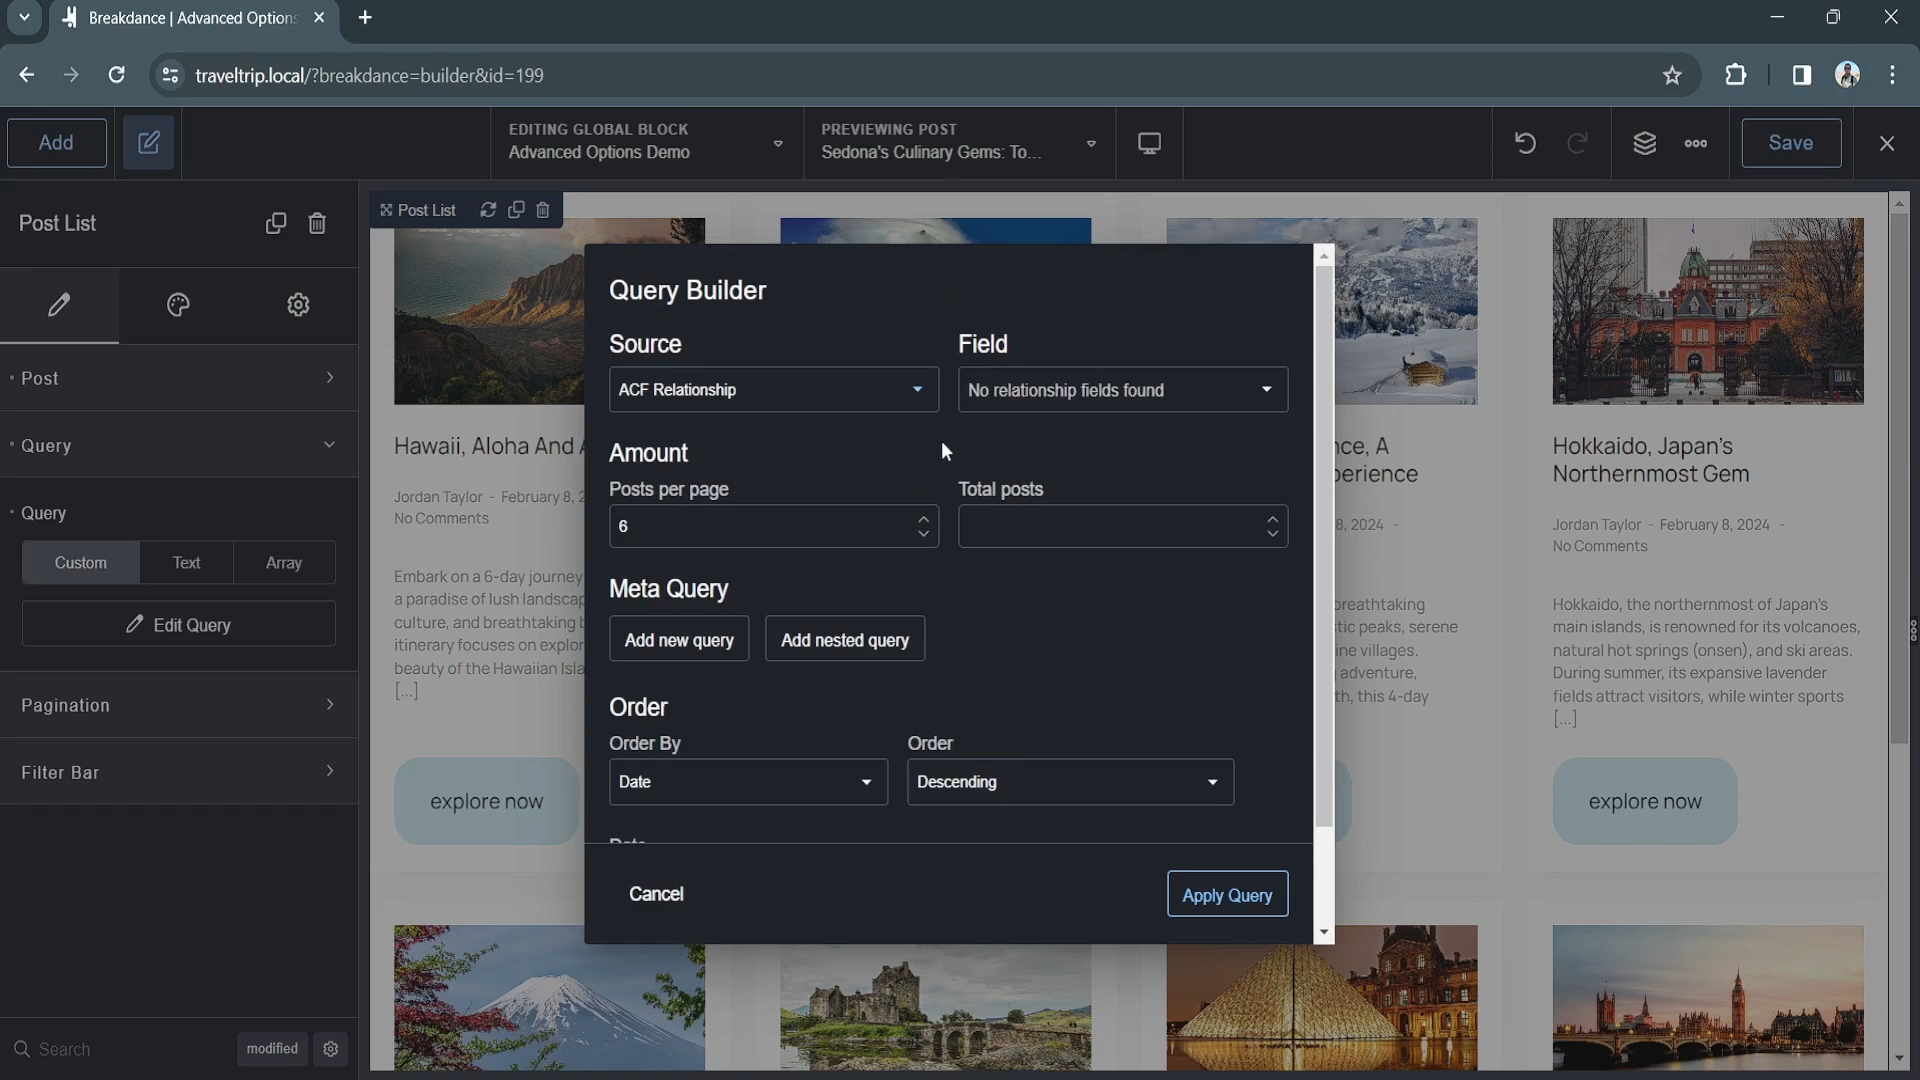 Breakdance | Advanced Options
traveltrip.local/?breakdance=builder&id=199
Add
EDITING GLOBAL BLOCK
Advanced Options Demo
PREVIEWING POST
Sedona's Culinary Gems: To...
Save
Post List
Post
Query
Query
Custom
Text
Array
Edit Query
Pagination
Filter Bar
Search
modified
Post List
Hawaii, Aloha And
Jordan Taylor - February 8, 2
No Comments
Embark on a 6-day journey
a paradise of lush landscap
culture, and breathtaking
itinerary focuses on explor
beauty of the Hawaiian Isla
[...]
explore now
Query Builder
Source
Field
ACF Relationship
No relationship fields found
Amount
Posts per page
Total posts
6
Meta Query
Add new query
Add nested query
Order
Order By
Order
Date
Descending
Cancel
Apply Query
nce, A
perience
8, 2024 -
breathtaking
stic peaks, serene
ine villages.
adventure,
th, this 4-day
Hokkaido, Japan's
Northernmost Gem
Jordan Taylor - February 8, 2024 -
No Comments
Hokkaido, the northernmost of Japan's
main islands, is renowned for its volcanoes,
natural hot springs (onsen), and ski areas.
During summer, its expansive lavender
fields attract visitors, while winter sports
[...]
explore now